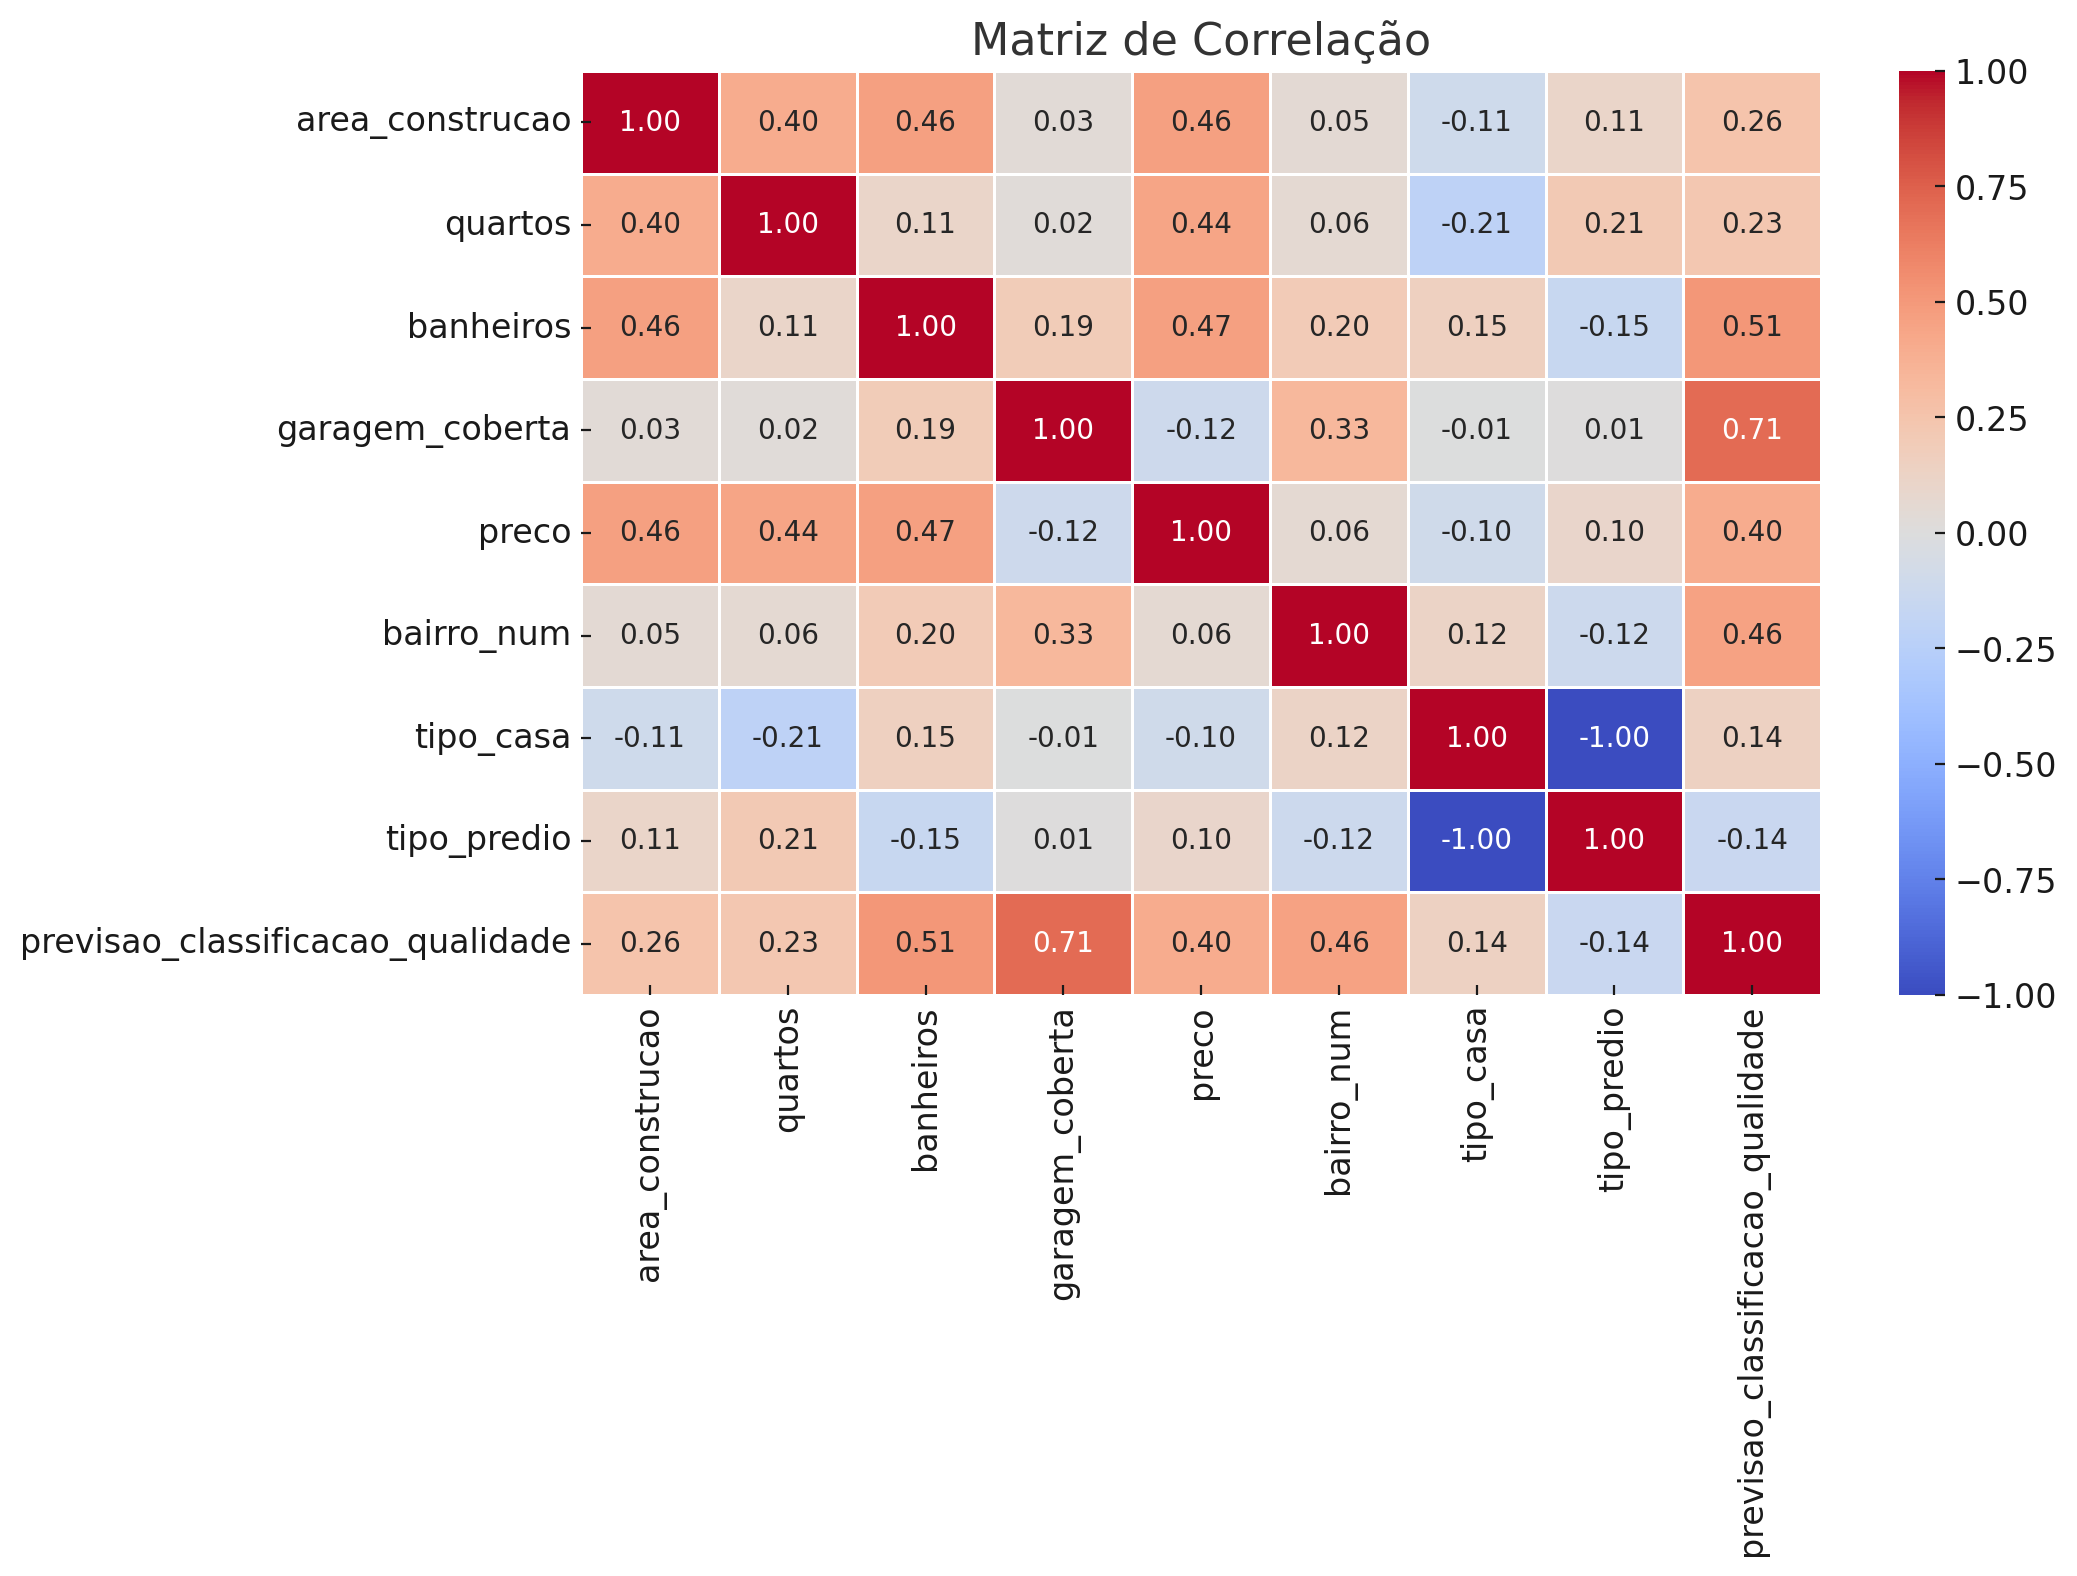 Matriz de Correlação
area_construcao 1.00 0.40 0.46 0.03 0.46 0.05 -0.11 0.11 0.26
quartos 0.40 1.00 0.11 0.02 0.44 0.06 -0.21 0.21 0.23
banheiros 0.46 0.11 1.00 0.19 0.47 0.20 0.15 -0.15 0.51
garagem_coberta 0.03 0.02 0.19 1.00 -0.12 0.33 -0.01 0.01 0.71
preco 0.46 0.44 0.47 -0.12 1.00 0.06 -0.10 0.10 0.40
bairro_num 0.05 0.06 0.20 0.33 0.06 1.00 0.12 -0.12 0.46
tipo_casa -0.11 -0.21 0.15 -0.01 -0.10 0.12 1.00 -1.00 0.14
tipo_predio 0.11 0.21 -0.15 0.01 0.10 -0.12 -1.00 1.00 -0.14
previsao_classificacao_qualidade 0.26 0.23 0.51 0.71 0.40 0.46 0.14 -0.14 1.00
area_construcao
quartos
banheiros
garagem_coberta
preco
bairro_num
tipo_casa
tipo_predio
previsao_classificacao_qualidade
1.00
0.75
0.50
0.25
0.00
−0.25
−0.50
−0.75
−1.00